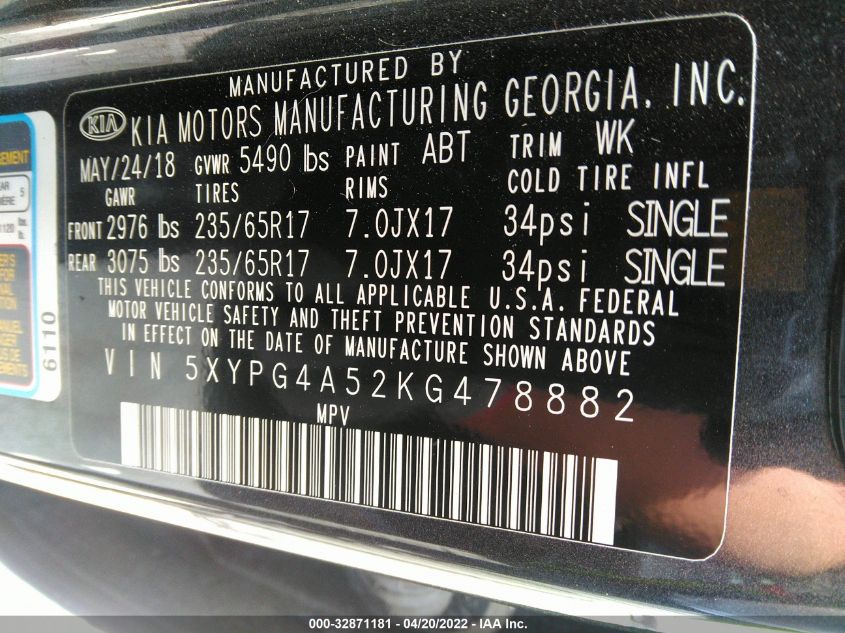 MANUFACTURED BY
KIA KIA MOTORS MANUFACTURING GEORGIA, INC.
MAY/24/18 GVWR 5490 lbs PAINT ABT TRIM WK
GAWR TIRES RIMS COLD TIRE INFL
FRONT 2976 lbs 235/65R17 7.0JX17 34psi SINGLE
REAR 3075 lbs 235/65R17 7.0JX17 34psi SINGLE
THIS VEHICLE CONFORMS TO ALL APPLICABLE U.S.A. FEDERAL
MOTOR VEHICLE SAFETY AND THEFT PREVENTION STANDARDS
IN EFFECT ON THE DATE OF MANUFACTURE SHOWN ABOVE
VIN 5XYPG4A52KG478882
MPV
6110
000-32871181 - 04/20/2022 - IAA Inc.